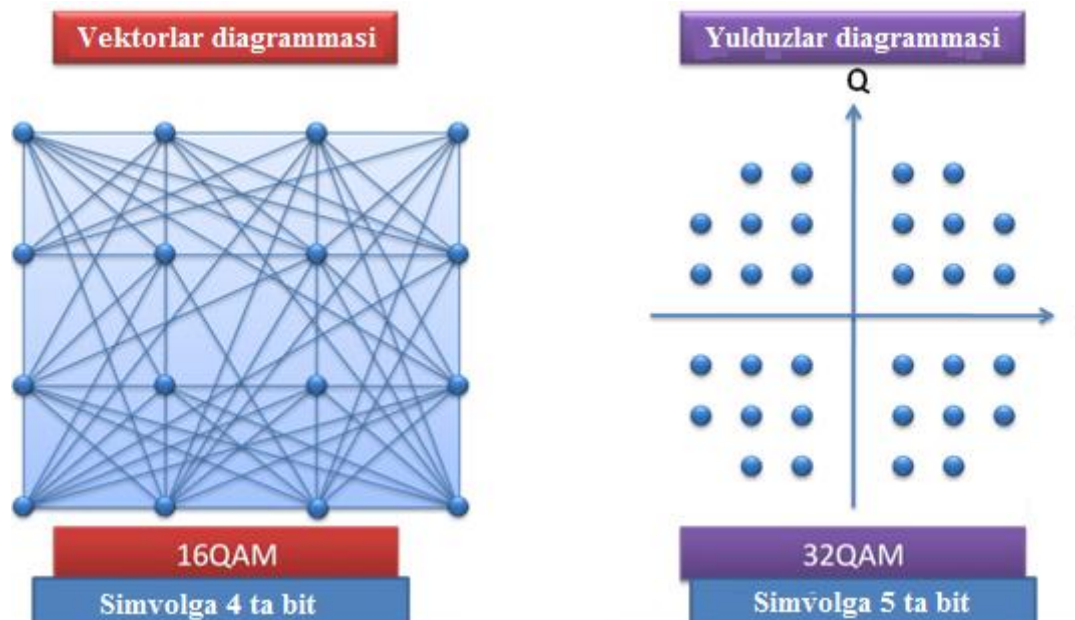 Vektorlar diagrammasi
Yulduzlar diagrammasi
Q
16QAM
Simvolga 4 ta bit
32QAM
Simvolga 5 ta bit